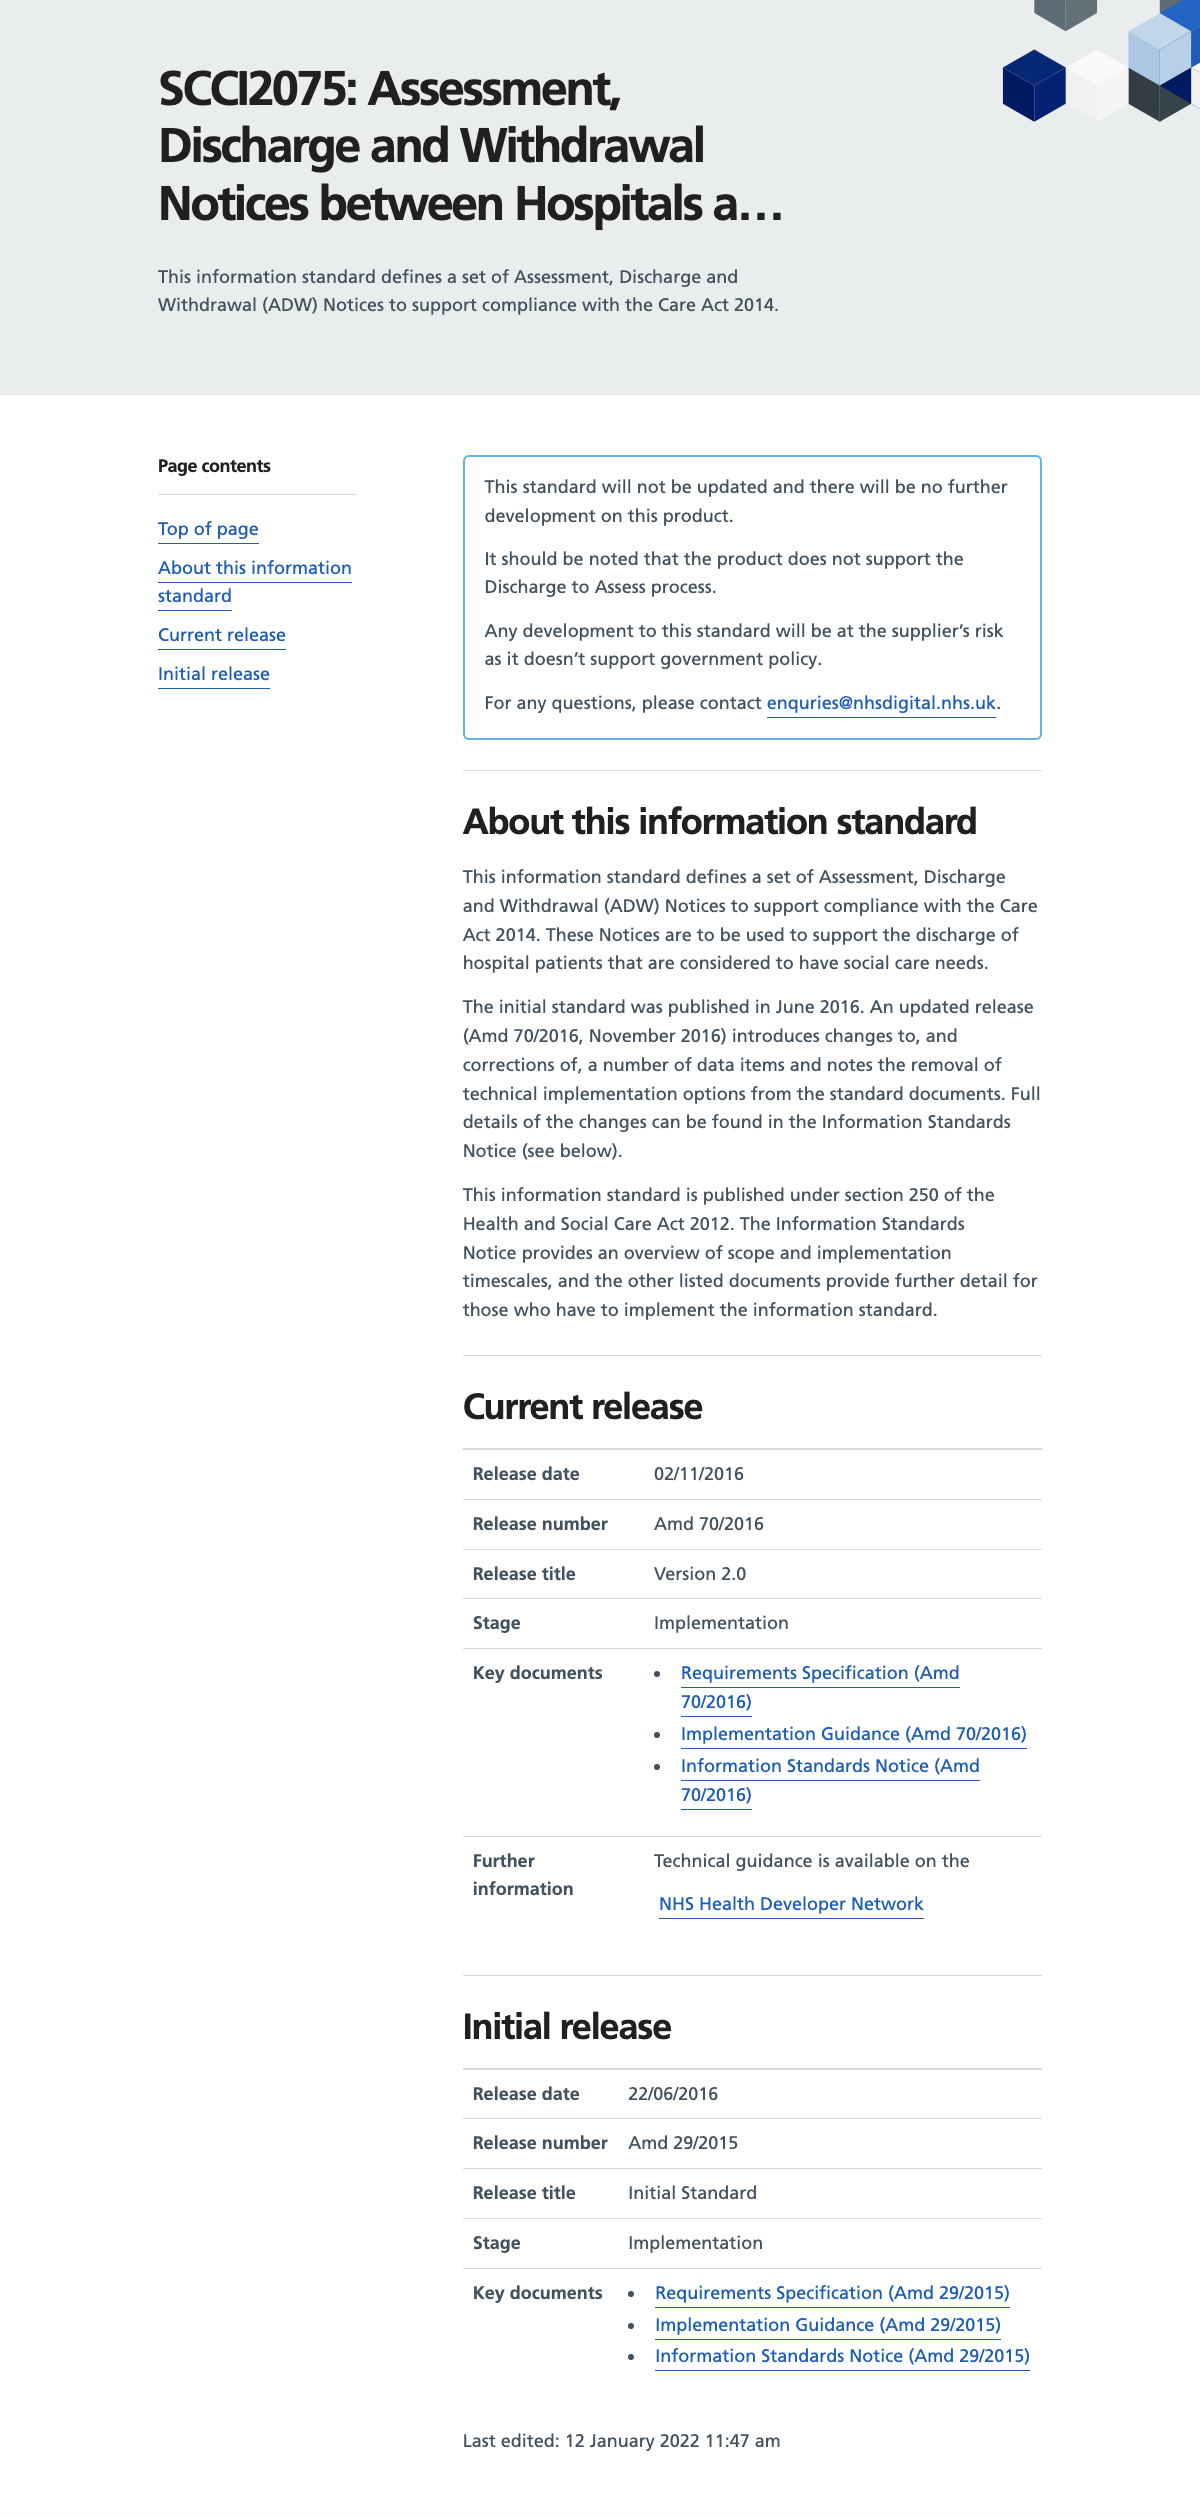 SCCI2075: Assessment,
Discharge and Withdrawal
Notices between Hospitals a...
This information standard defines a set of Assessment, Discharge and
Withdrawal (ADW) Notices to support compliance with the Care Act 2014.
Page contents
Top of page
About this information
standard
Current release
Initial release
This standard will not be updated and there will be no further
development on this product.
It should be noted that the product does not support the
Discharge to Assess process.
Any development to this standard will be at the supplier’s risk
as it doesn’t support government policy.
For any questions, please contact enquries@nhsdigital.nhs.uk.
About this information standard
This information standard defines a set of Assessment, Discharge
and Withdrawal (ADW) Notices to support compliance with the Care
Act 2014. These Notices are to be used to support the discharge of
hospital patients that are considered to have social care needs.
The initial standard was published in June 2016. An updated release
(Amd 70/2016, November 2016) introduces changes to, and
corrections of, a number of data items and notes the removal of
technical implementation options from the standard documents. Full
details of the changes can be found in the Information Standards
Notice (see below).
This information standard is published under section 250 of the
Health and Social Care Act 2012. The Information Standards
Notice provides an overview of scope and implementation
timescales, and the other listed documents provide further detail for
those who have to implement the information standard.
Current release
Release date 02/11/2016
Release number Amd 70/2016
Release title Version 2.0
Stage Implementation
Key documents • Requirements Specification (Amd
70/2016)
• Implementation Guidance (Amd 70/2016)
• Information Standards Notice (Amd
70/2016)
Further Technical guidance is available on the
information
NHS Health Developer Network
Initial release
Release date 22/06/2016
Release number Amd 29/2015
Release title Initial Standard
Stage Implementation
Key documents • Requirements Specification (Amd 29/2015)
• Implementation Guidance (Amd 29/2015)
• Information Standards Notice (Amd 29/2015)
Last edited: 12 January 2022 11:47 am